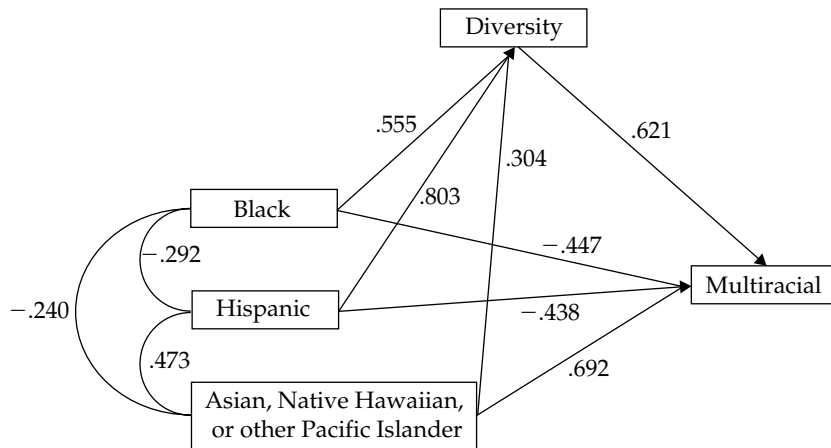 Diversity
.555
.621
.304
.803
Black
−.447
−.292
Multiracial
−.240
Hispanic
−.438
.473
.692
Asian, Native Hawaiian,
or other Pacific Islander